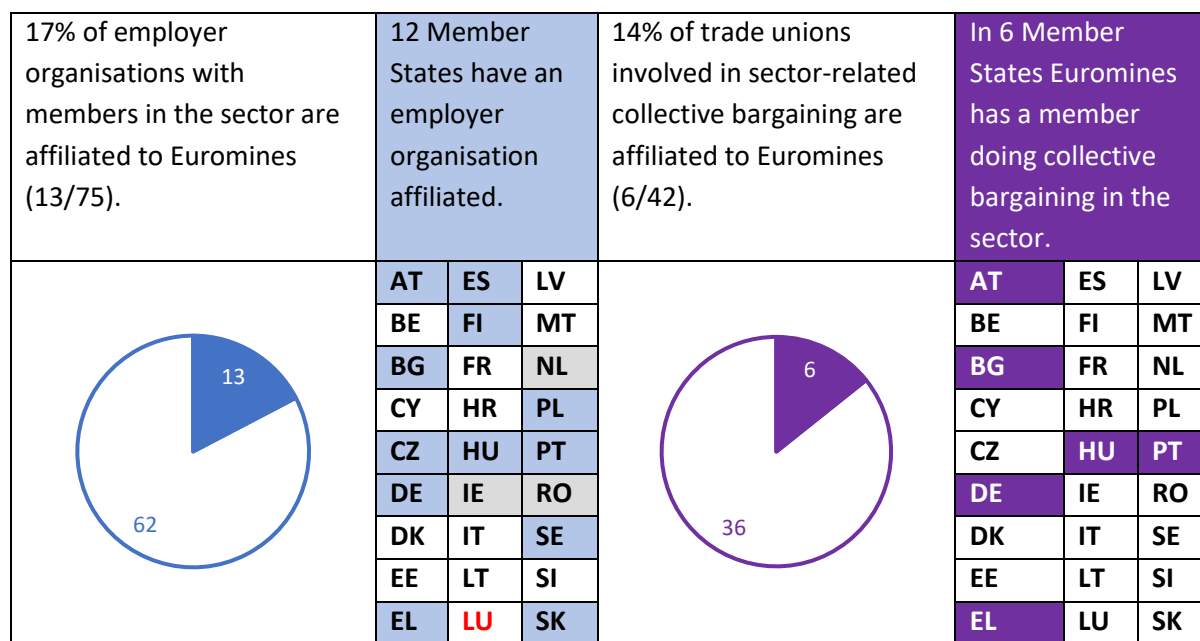 17% of employer
organisations with
members in the sector are
affiliated to Euromines
(13/75).
12 Member
States have an
employer
organisation
affiliated.
14% of trade unions
involved in sector-related
collective bargaining are
affiliated to Euromines
(6/42).
In 6 Member
States Euromines
has a member
doing collective
bargaining in the
sector.
13
62
AT ES LV
BE FI MT
BG FR NL
CY HR PL
CZ HU PT
DE IE RO
DK IT SE
EE LT SI
EL LU SK
6
36
AT ES LV
BE FI MT
BG FR NL
CY HR PL
CZ HU PT
DE IE RO
DK IT SE
EE LT SI
EL LU SK